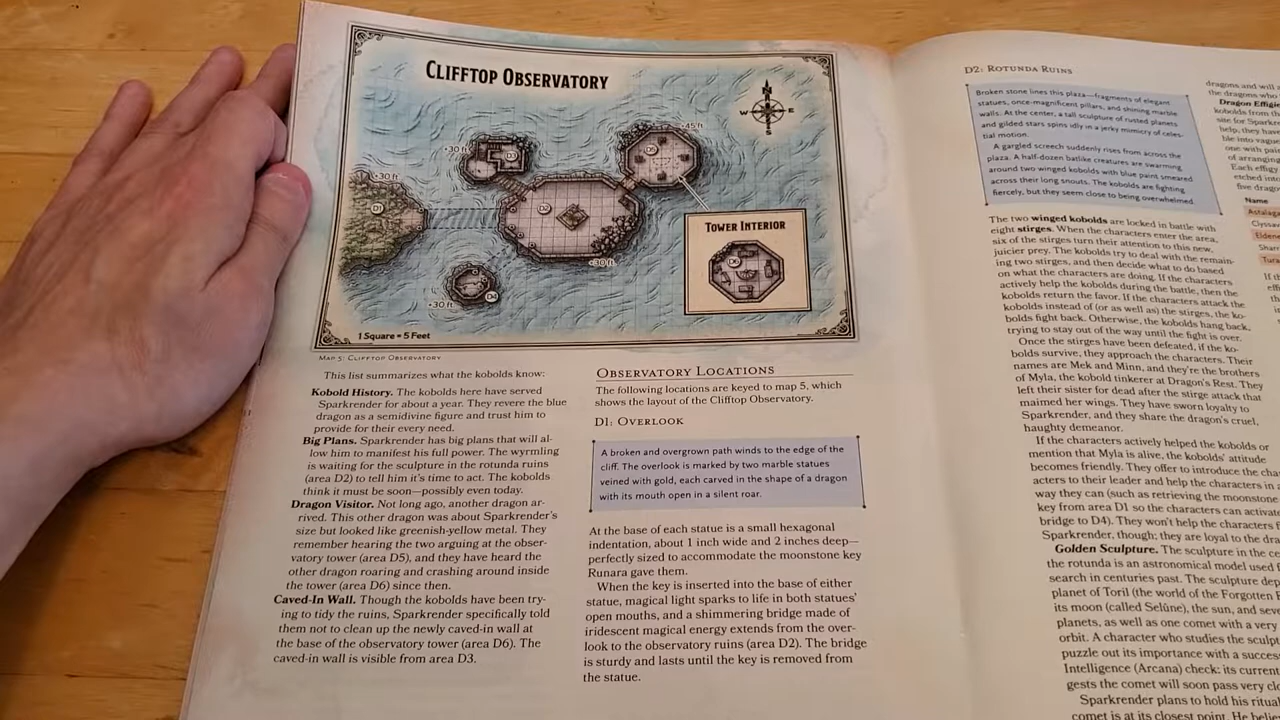 CLIFFTOP OBSERVATORY
N
W
E
S
+30 ft
D3
+45 ft
D5
+30 ft
D1
D2
TOWER INTERIOR
D6
+30 ft
D4
+30 ft
1 Square = 5 Feet
MAP 5: CLIFFTOP OBSERVATORY
This list summarizes what the kobolds know:
Kobold History. The kobolds here have served
Sparkrender for about a year. They revere the blue
dragon as a semidivine figure and trust him to
provide for their every need.
Big Plans. Sparkrender has big plans that will al-
low him to manifest his full power. The wyrmling
is waiting for the sculpture in the rotunda ruins
(area D2) to tell him it's time to act. The kobolds
think it must be soon—possibly even today.
Dragon Visitor. Not long ago, another dragon ar-
rived. This other dragon was about Sparkrender's
size but looked like greenish-yellow metal. They
remember hearing the two arguing at the obser-
vatory tower (area D5), and they have heard the
other dragon roaring and crashing around inside
the tower (area D6) since then.
Caved-In Wall. Though the kobolds have been try-
ing to tidy the ruins, Sparkrender specifically told
them not to clean up the newly caved-in wall at
the base of the observatory tower (area D6). The
caved-in wall is visible from area D3.
OBSERVATORY LOCATIONS
The following locations are keyed to map 5, which
shows the layout of the Clifftop Observatory.
D1: OVERLOOK
A broken and overgrown path winds to the edge of the
cliff. The overlook is marked by two marble statues
veined with gold, each carved in the shape of a dragon
with its mouth open in a silent roar.
At the base of each statue is a small hexagonal
indentation, about 1 inch wide and 2 inches deep—
perfectly sized to accommodate the moonstone key
Runara gave them.
When the key is inserted into the base of either
statue, magical light sparks to life in both statues'
open mouths, and a shimmering bridge made of
iridescent magical energy extends from the over-
look to the observatory ruins (area D2). The bridge
is sturdy and lasts until the key is removed from
the statue.
D2: ROTUNDA RUINS
Broken stone lines this plaza—fragments of elegant
statues, once-magnificent pillars, and shining marble
walls. At the center, a tall sculpture of rusted planets
and gilded stars spins idly in a jerky mimicry of celes-
tial motion.
A gargled screech suddenly rises from across the
plaza. A half-dozen batlike creatures are swarming
around two winged kobolds with blue paint smeared
across their long snouts. The kobolds are fighting
fiercely, but they seem close to being overwhelmed.
The two winged kobolds are locked in battle with
eight stirges. When the characters enter the area,
six of the stirges turn their attention to this new,
juicier prey. The kobolds try to deal with the remain-
ing two stirges, and then decide what to do based
on what the characters are doing. If the characters
actively help the kobolds during the battle, then the
kobolds return the favor. If the characters attack the
kobolds instead of (or as well as) the stirges, the ko-
bolds fight back. Otherwise, the kobolds hang back,
trying to stay out of the way until the fight is over.
Once the stirges have been defeated, if the ko-
bolds survive, they approach the characters. Their
names are Mek and Minn, and they're the brothers
of Myla, the kobold tinkerer at Dragon's Rest. They
left their sister for dead after the stirge attack that
maimed her wings. They have sworn loyalty to
Sparkrender, and they share the dragon's cruel,
haughty demeanor.
If the characters actively helped the kobolds or
mention that Myla is alive, the kobolds' attitude
becomes friendly. They offer to introduce the
acters to their leader and help the characters in
way they can (such as retrieving the moonstone
key from area D1 so the characters can
bridge to D4). They won't help the characters
Sparkrender, though; they are loyal to the
Golden Sculpture. The sculpture in the
the rotunda is an astronomical model used
search in centuries past. The sculpture
planet of Toril (the world of the Forgotten
its moon (called Selûne), the sun, and
planets, as well as one comet with a very
orbit. A character who studies the
puzzle out its importance with a
Intelligence (Arcana) check: its current
gests the comet will soon pass very
Sparkrender plans to hold his
comet is at its closest point. He
dragons and will
the dragons who
Dragon
kobolds from
site for
help, they have
ble into
one with
of arranging
Each effigy
etched into
five
Name